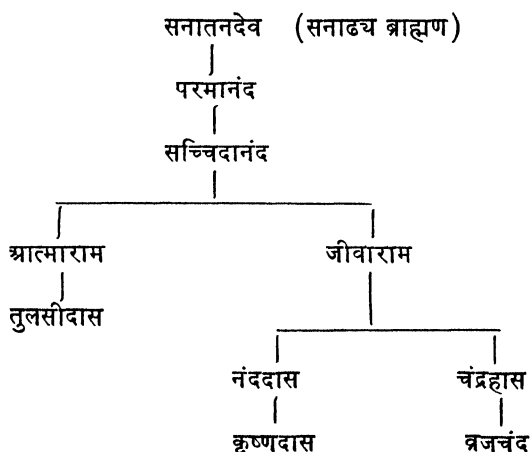 सनातनदेव (सनाढ्य ब्राह्मण)
परमानंद
सच्चिदानंद
आत्माराम जीवाराम
तुलसीदास
नंददास चंद्रहास
कृष्णदास व्रजचंद